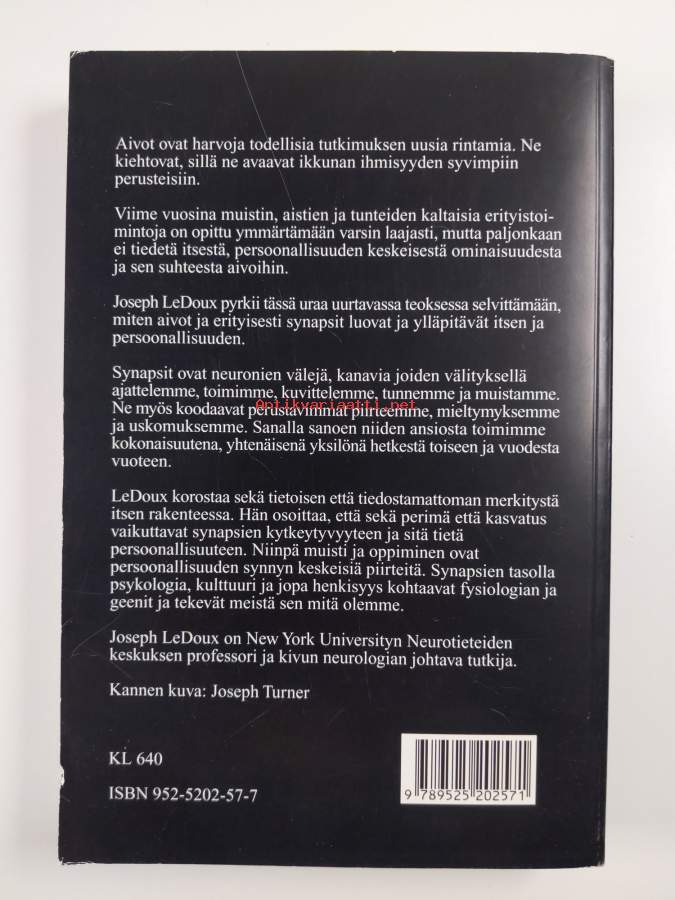 Aivot ovat harvoja todellisia tutkimuksen uusia rintamia. Ne
kiehtovat, sillä ne avaavat ikkunan ihmisyyden syvimpiin
perusteisiin.
Viime vuosina muistin, aistien ja tunteiden kaltaisia erityistoi-
mintoja on opittu ymmärtämään varsin laajasti, mutta paljonkaan
ei tiedetä itsestä, persoonallisuuden keskeisestä ominaisuudesta
ja sen suhteesta aivoihin.
Joseph LeDoux pyrkii tässä uraa uurtavassa teoksessa selvittämään,
miten aivot ja erityisesti synapsit luovat ja ylläpitävät itsen ja
persoonallisuuden.
Synapsit ovat neuronien välejä, kanavia joiden välityksellä
ajattelemme, toimimme, kuvittelemme, tunnemme ja muistamme.
Antikvariaatti.net
Ne myös koodaavat perustavimmat piirteemme, mieltymyksemme
ja uskomuksemme. Sanalla sanoen niiden ansiosta toimimme
kokonaisuutena, yhtenäisenä yksilönä hetkestä toiseen ja vuodesta
vuoteen.
LeDoux korostaa sekä tietoisen että tiedostamattoman merkitystä
itsen rakenteessa. Hän osoittaa, että sekä perimä että kasvatus
vaikuttavat synapsien kytkeytyvyyteen ja sitä tietä
persoonallisuuteen. Niinpä muisti ja oppiminen ovat
persoonallisuuden synnyn keskeisiä piirteitä. Synapsien tasolla
psykologia, kulttuuri ja jopa henkisyys kohtaavat fysiologian ja
geenit ja tekevät meistä sen mitä olemme.
Joseph LeDoux on New York Universityn Neurotieteiden
keskuksen professori ja kivun neurologian johtava tutkija.
Kannen kuva: Joseph Turner
KL 640
ISBN 952-5202-57-7
9 789525 202571